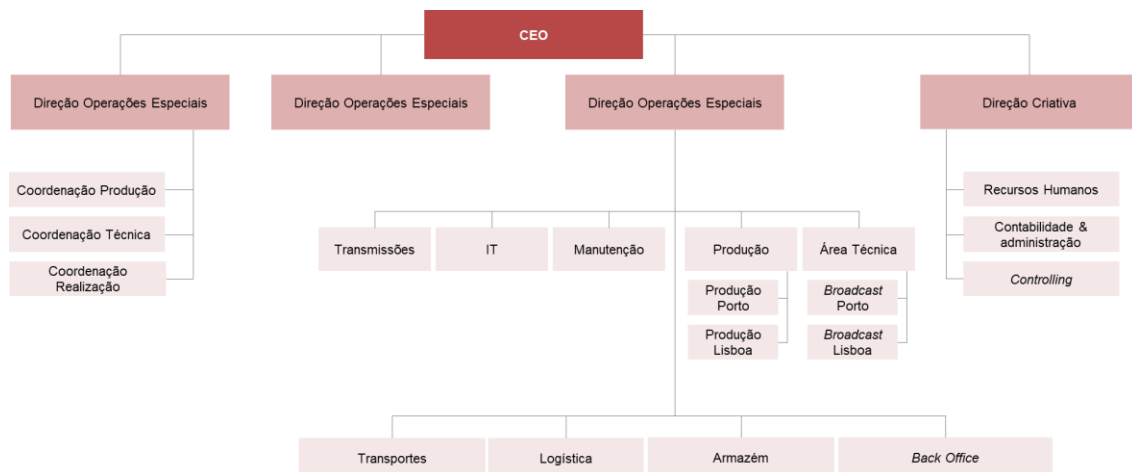 CEO
Direção Operações Especiais
Direção Operações Especiais
Direção Operações Especiais
Direção Criativa
Coordenação Produção
Coordenação Técnica
Coordenação
Realização
Transmissões
IT
Manutenção
Produção
Área Técnica
Produção
Porto
Produção
Lisboa
Broadcast
Porto
Broadcast
Lisboa
Recursos Humanos
Contabilidade &
administração
Controlling
Transportes
Logística
Armazém
Back Office